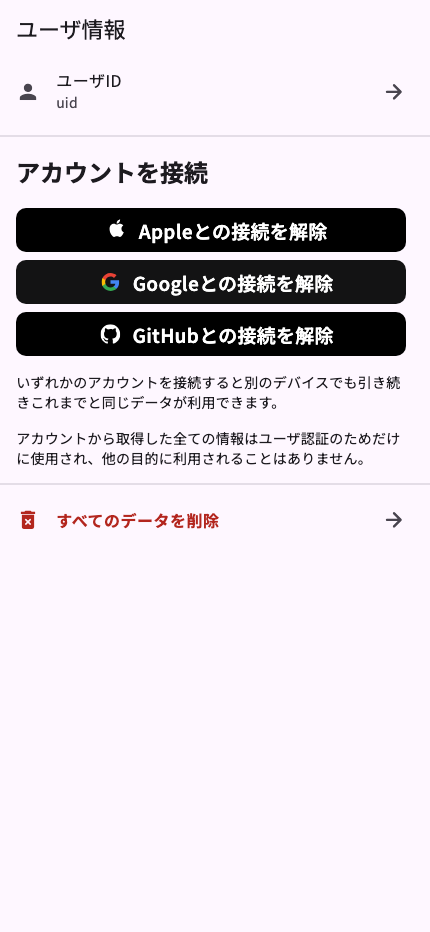 ユーザ情報
ユーザID
uid
アカウントを接続
Appleとの接続を解除
Googleとの接続を解除
GitHubとの接続を解除
いずれかのアカウントを接続すると別のデバイスでも引き続
きこれまでと同じデータが利用できます。
アカウントから取得した全ての情報はユーザ認証のためだけ
に使用され、他の目的に利用されることはありません。
すべてのデータを削除